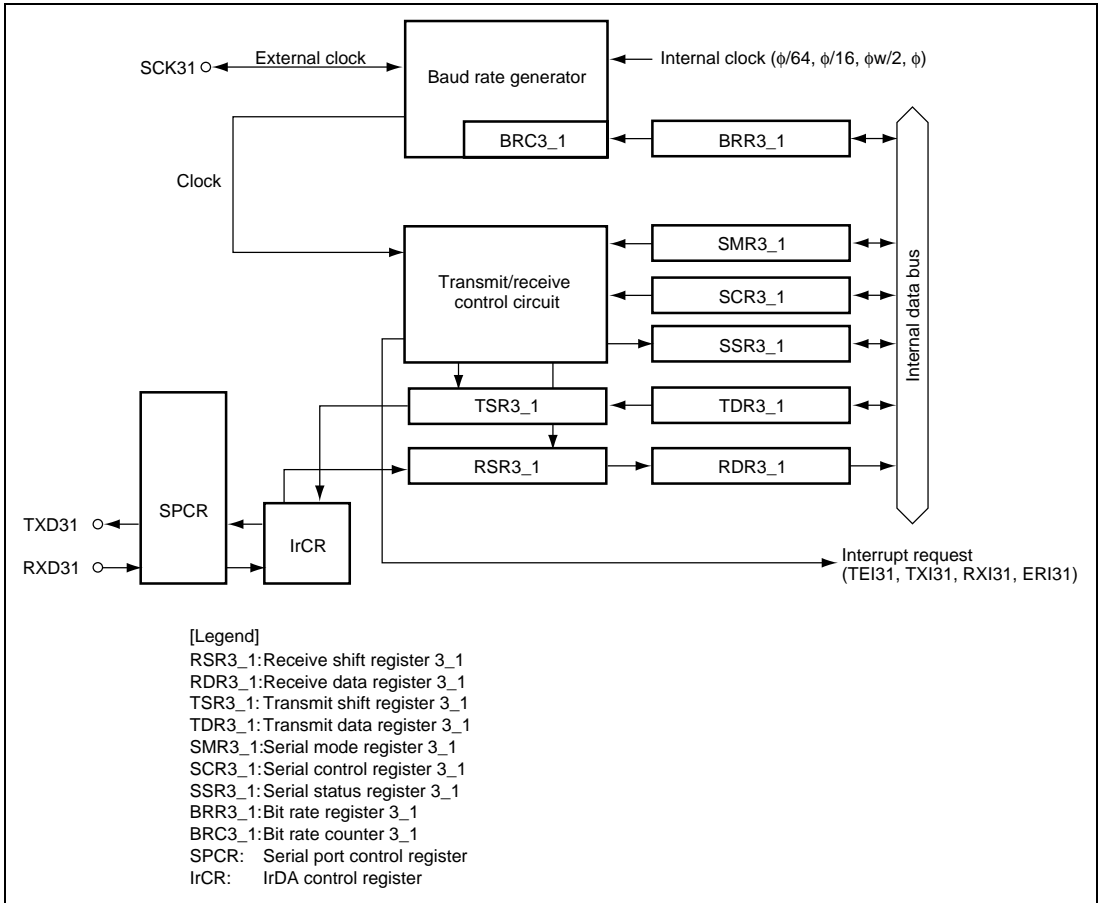 SCK31
External clock
Baud rate generator
Internal clock (ϕ/64, ϕ/16, ϕw/2, ϕ)
BRC3_1
BRR3_1
Clock
Internal data bus
Transmit/receive
control circuit
SMR3_1
SCR3_1
SSR3_1
TSR3_1
TDR3_1
RSR3_1
RDR3_1
SPCR
IrCR
TXD31
RXD31
Interrupt request
(TEI31, TXI31, RXI31, ERI31)
[Legend]
RSR3_1:Receive shift register 3_1
RDR3_1:Receive data register 3_1
TSR3_1: Transmit shift register 3_1
TDR3_1: Transmit data register 3_1
SMR3_1:Serial mode register 3_1
SCR3_1:Serial control register 3_1
SSR3_1:Serial status register 3_1
BRR3_1:Bit rate register 3_1
BRC3_1:Bit rate counter 3_1
SPCR: Serial port control register
IrCR: IrDA control register